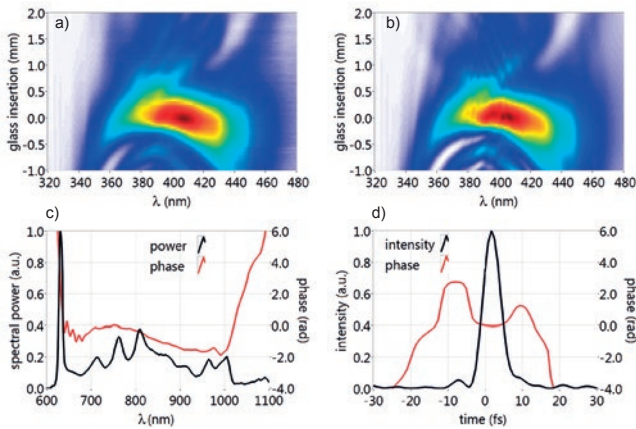 a)
glass insertion (mm)
2.0
1.5
1.0
0.5
0.0
-0.5
-1.0
320 340 360 380 400 420 440 460 480
λ (nm)
b)
glass insertion (mm)
2.0
1.5
1.0
0.5
0.0
-0.5
-1.0
320 340 360 380 400 420 440 460 480
λ (nm)
c)
power
phase
spectral power (a.u.)
1.0
0.8
0.6
0.4
0.2
0.0
6.0
4.0
2.0
0.0
-2.0
-4.0
phase (rad)
600 700 800 900 1000 1100
λ (nm)
d)
intensity
phase
intensity (a.u.)
1.0
0.8
0.6
0.4
0.2
0.0
6.0
4.0
2.0
0.0
-2.0
-4.0
phase (rad)
-30 -20 -10 0 10 20 30
time (fs)